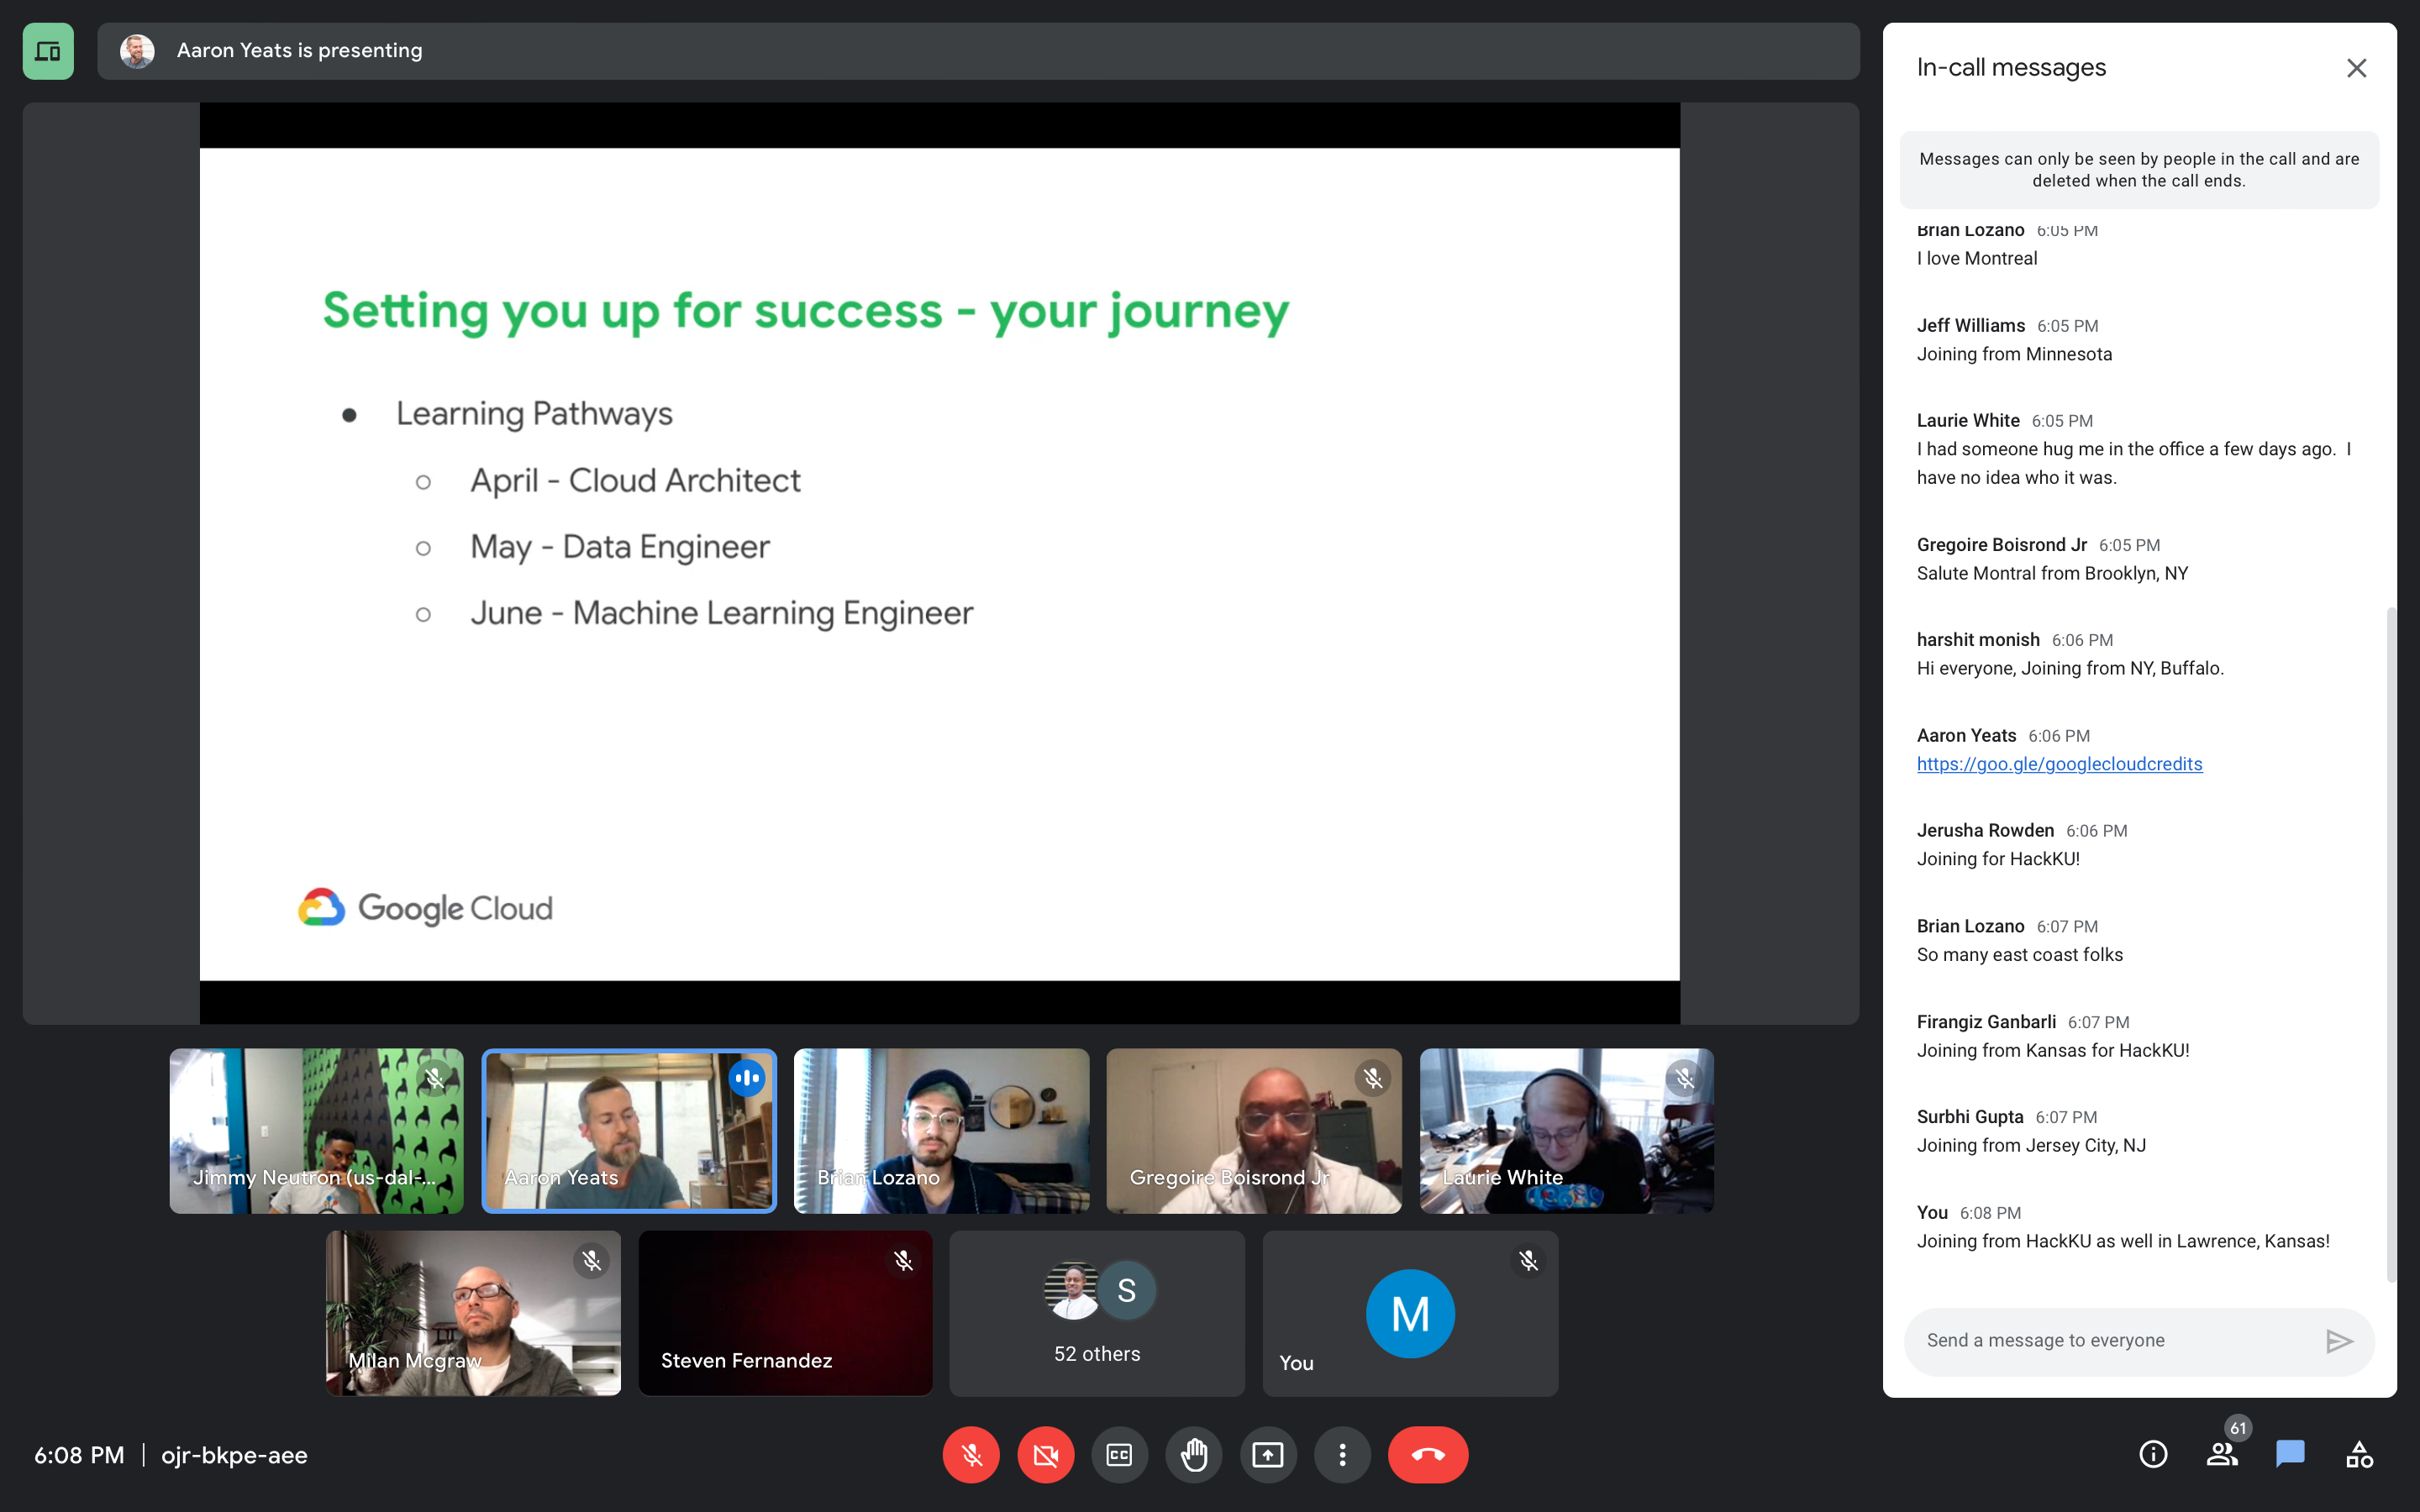 Aaron Yeats is presenting
Setting you up for success - your journey
Learning Pathways
April - Cloud Architect
May - Data Engineer
June - Machine Learning Engineer
Google Cloud
Jimmy Neutron (us-dal-...
Aaron Yeats
Brian Lozano
Gregoire Boisrond Jr
Laurie White
Milan Mcgraw
Steven Fernandez
S
52 others
M
You
6:08 PM | ojr-bkpe-aee
CC
61
In-call messages
Messages can only be seen by people in the call and are
deleted when the call ends.
Brian Lozano 6:05 PM
I love Montreal
Jeff Williams 6:05 PM
Joining from Minnesota
Laurie White 6:05 PM
I had someone hug me in the office a few days ago. I
have no idea who it was.
Gregoire Boisrond Jr 6:05 PM
Salute Montral from Brooklyn, NY
harshit monish 6:06 PM
Hi everyone, Joining from NY, Buffalo.
Aaron Yeats 6:06 PM
https://goo.gle/googlecloudcredits
Jerusha Rowden 6:06 PM
Joining for HackKU!
Brian Lozano 6:07 PM
So many east coast folks
Firangiz Ganbarli 6:07 PM
Joining from Kansas for HackKU!
Surbhi Gupta 6:07 PM
Joining from Jersey City, NJ
You 6:08 PM
Joining from HackKU as well in Lawrence, Kansas!
Send a message to everyone